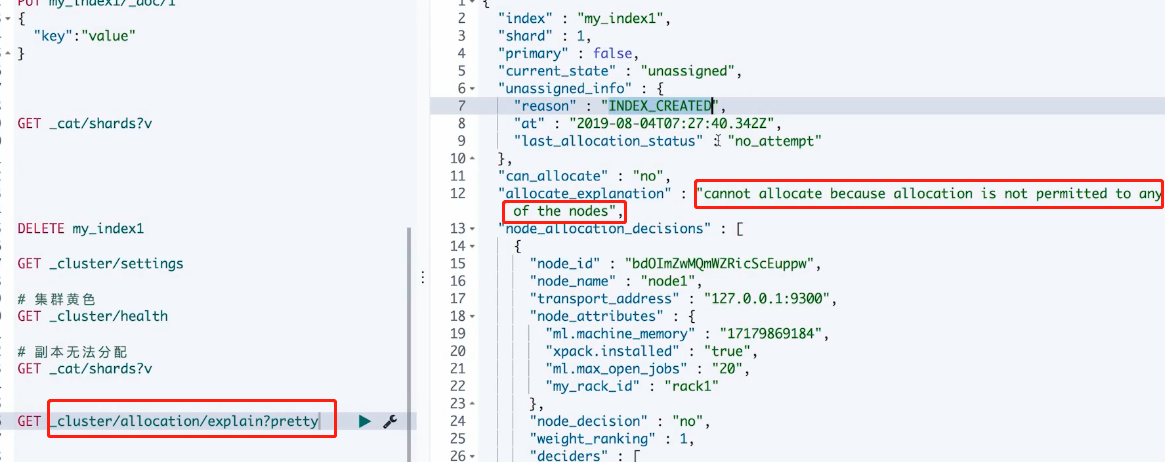 PUT my_index1/_doc/1
{
"key":"value"
}
GET _cat/shards?v
DELETE my_index1
GET _cluster/settings
# 集群黄色
GET _cluster/health
# 副本无法分配
GET _cat/shards?v
GET _cluster/allocation/explain?pretty
1 {
2 "index" : "my_index1",
3 "shard" : 1,
4 "primary" : false,
5 "current_state" : "unassigned",
6 "unassigned_info" : {
7 "reason" : "INDEX_CREATED",
8 "at" : "2019-08-04T07:27:40.342Z",
9 "last_allocation_status" : "no_attempt"
10 },
11 "can_allocate" : "no",
12 "allocate_explanation" : "cannot allocate because allocation is not permitted to any
of the nodes",
13 "node_allocation_decisions" : [
14 {
15 "node_id" : "bdOImZwMQmWZRicScEuppw",
16 "node_name" : "node1",
17 "transport_address" : "127.0.0.1:9300",
18 "node_attributes" : {
19 "ml.machine_memory" : "17179869184",
20 "xpack.installed" : "true",
21 "ml.max_open_jobs" : "20",
22 "my_rack_id" : "rack1"
23 },
24 "node_decision" : "no",
25 "weight_ranking" : 1,
26 "deciders" : [